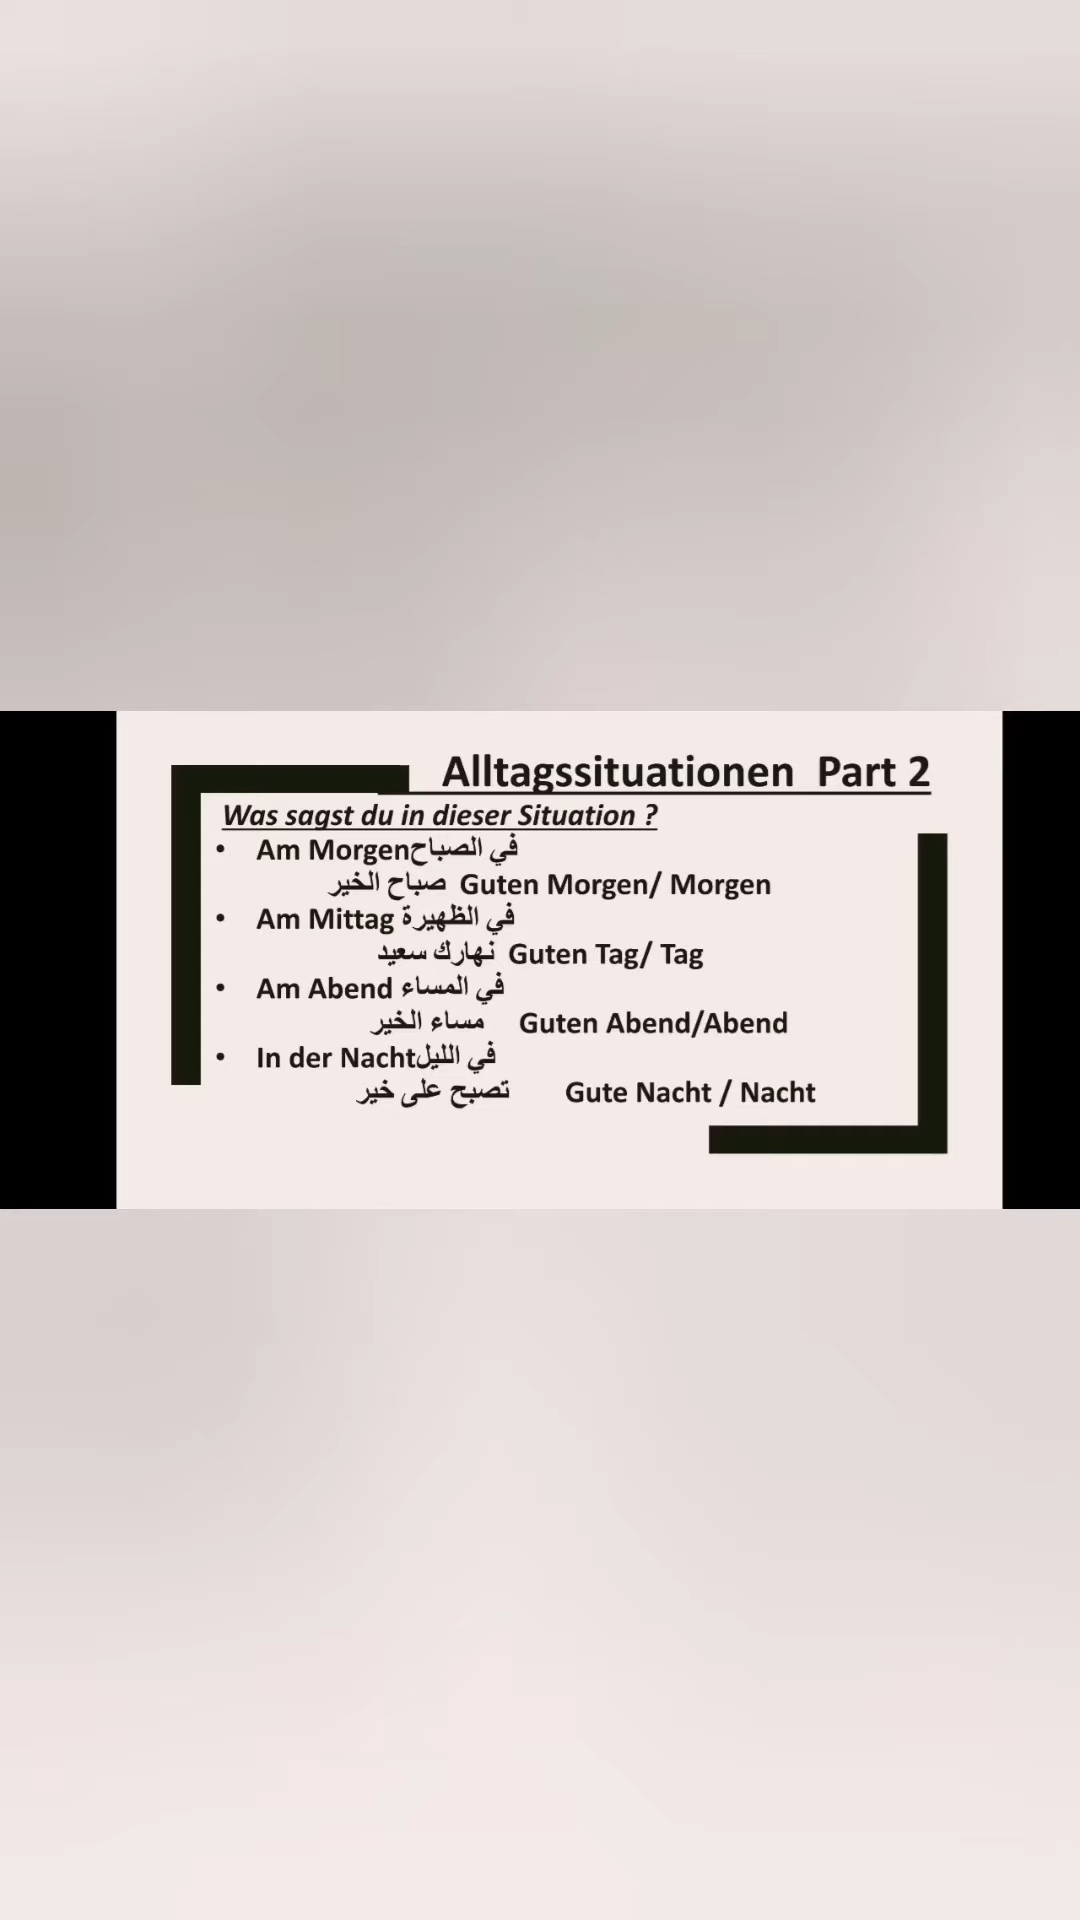 Alltagssituationen Part 2
Was sagst du in dieser Situation ?
• Am Morgenفي الصباح
صباح الخير Guten Morgen/ Morgen
• Am Mittag في الظهيرة
نهارك سعيد Guten Tag/ Tag
• Am Abend في المساء
مساء الخير Guten Abend/Abend
• In der Nachtفي الليل
تصبح على خير Gute Nacht / Nacht